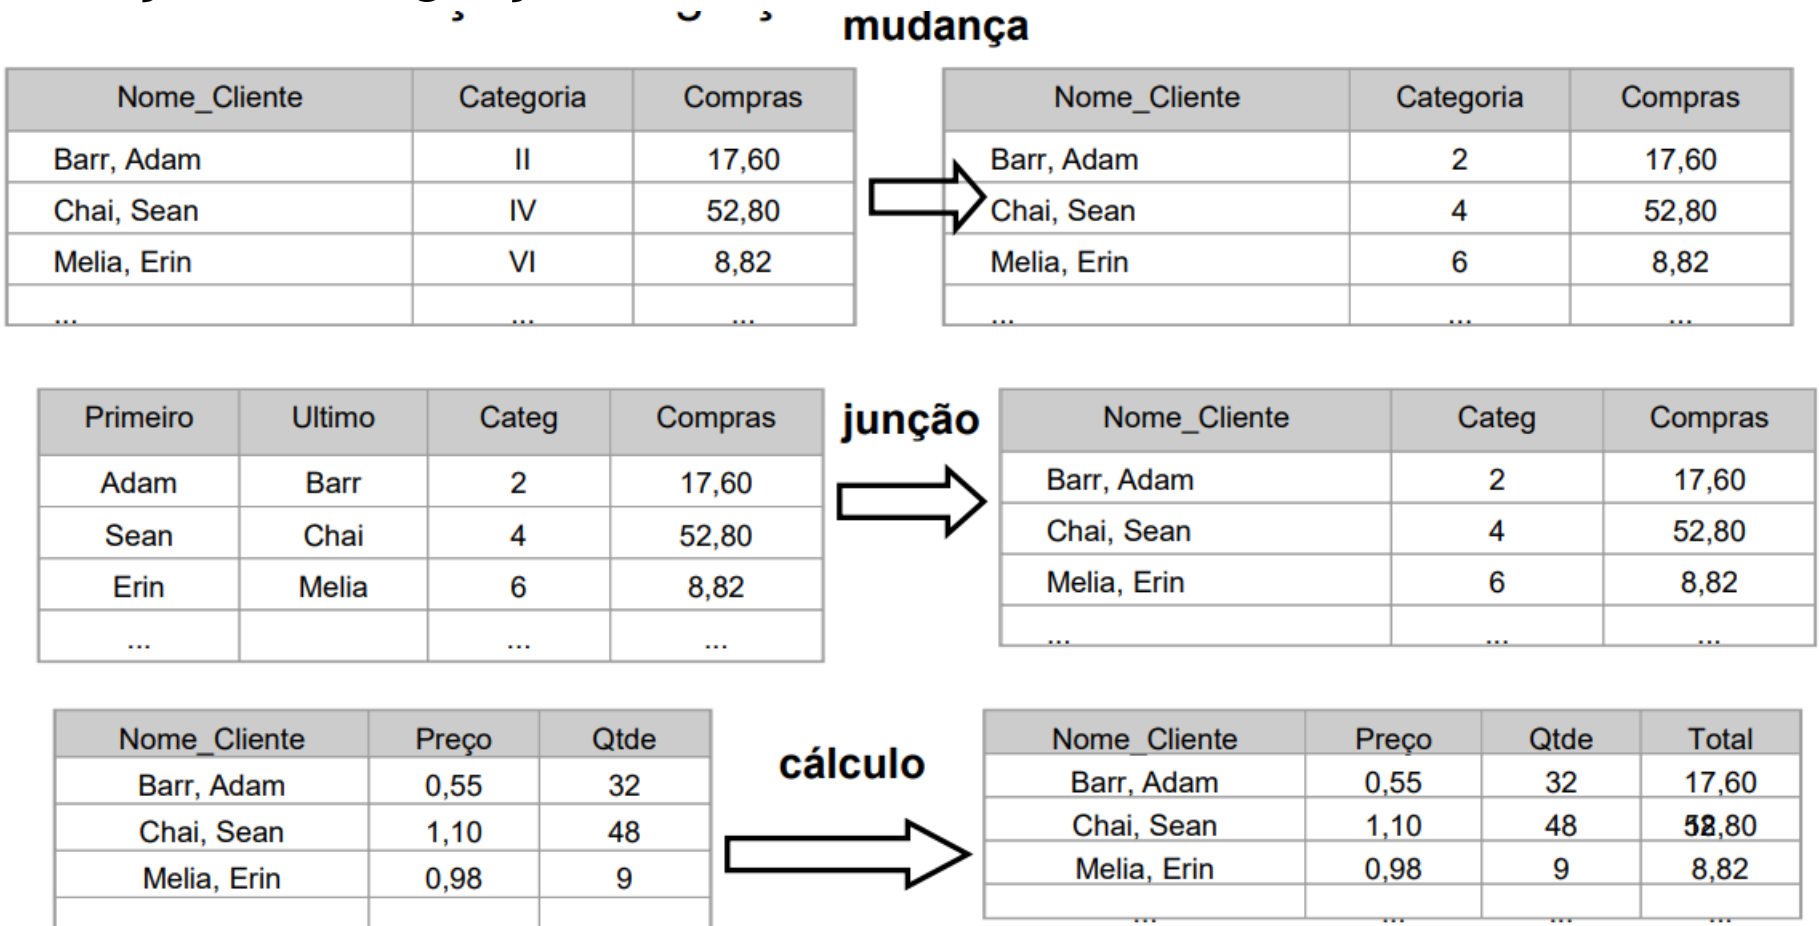 mudança
Nome_Cliente Categoria Compras
Barr, Adam II 17,60
Chai, Sean IV 52,80
Melia, Erin VI 8,82
... ... ...
Nome_Cliente Categoria Compras
Barr, Adam 2 17,60
Chai, Sean 4 52,80
Melia, Erin 6 8,82
... ... ...
Primeiro Ultimo Categ Compras
Adam Barr 2 17,60
Sean Chai 4 52,80
Erin Melia 6 8,82
... ... ...
junção
Nome_Cliente Categ Compras
Barr, Adam 2 17,60
Chai, Sean 4 52,80
Melia, Erin 6 8,82
... ... ...
Nome_Cliente Preço Qtde
Barr, Adam 0,55 32
Chai, Sean 1,10 48
Melia, Erin 0,98 9
cálculo
Nome_Cliente Preço Qtde Total
Barr, Adam 0,55 32 17,60
Chai, Sean 1,10 48
Melia, Erin 0,98 9 8,82
... ... ... ...